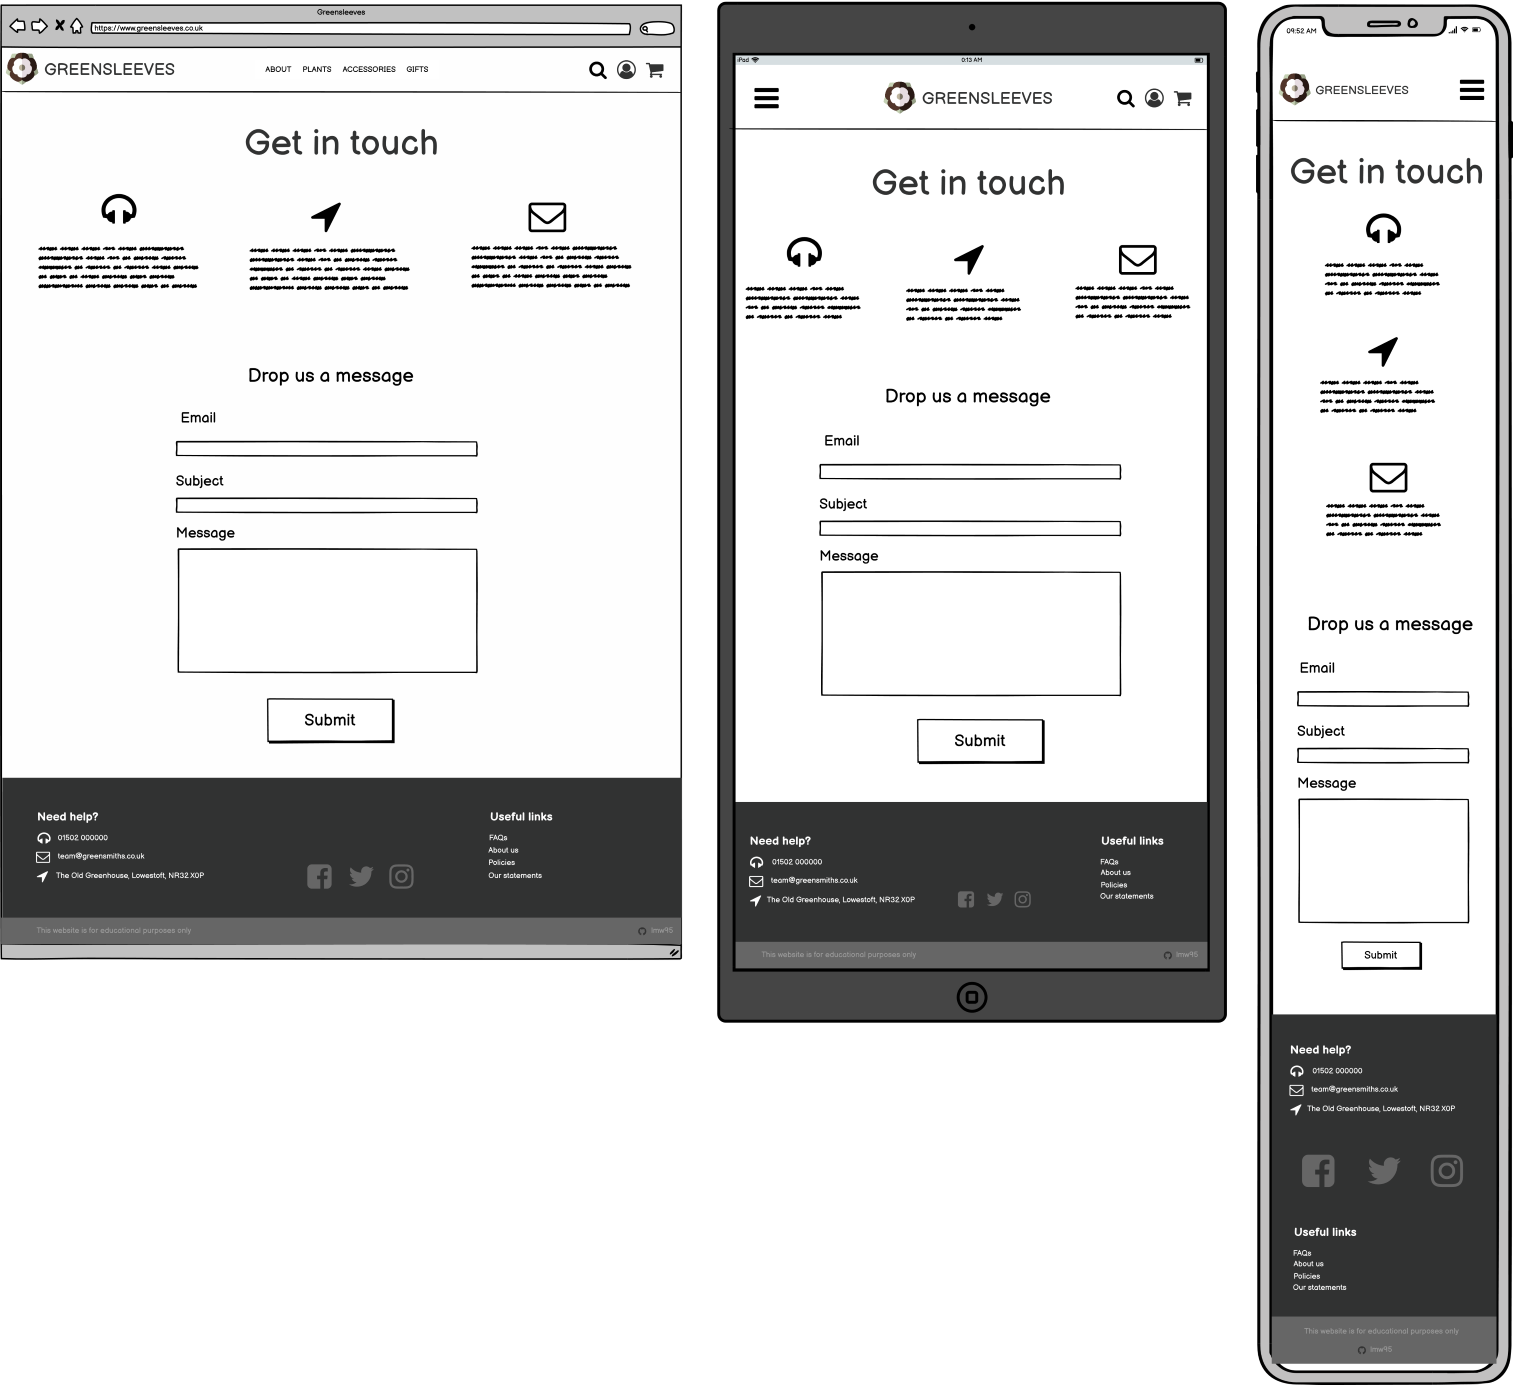 Greensleeves
https://www.greensleeves.co.uk
GREENSLEEVES
ABOUT PLANTS ACCESSORIES GIFTS
Get in touch
Drop us a message
Email
Subject
Message
Submit
Need help?
01502 000000
team@greensmiths.co.uk
The Old Greenhouse, Lowestoft, NR32 X0P
Useful links
FAQs
About us
Policies
Our statements
This website is for educational purposes only
lmw95
iPad
0:13 AM
GREENSLEEVES
Get in touch
Drop us a message
Email
Subject
Message
Submit
Need help?
01502 000000
team@greensmiths.co.uk
The Old Greenhouse, Lowestoft, NR32 X0P
Useful links
FAQs
About us
Policies
Our statements
This website is for educational purposes only
lmw95
09:52 AM
GREENSLEEVES
Get in touch
Drop us a message
Email
Subject
Message
Submit
Need help?
01502 000000
team@greensmiths.co.uk
The Old Greenhouse, Lowestoft, NR32 X0P
Useful links
FAQs
About us
Policies
Our statements
This website is for educational purposes only
lmw95